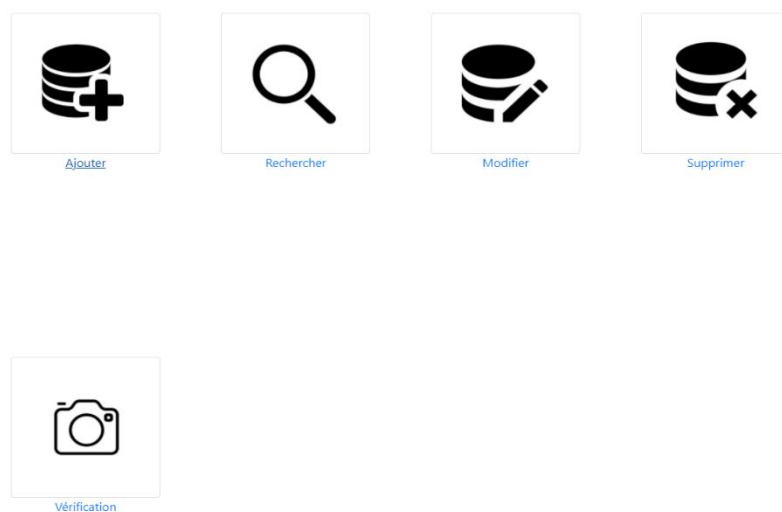 Ajouter
Rechercher
Modifier
Supprimer
Vérification